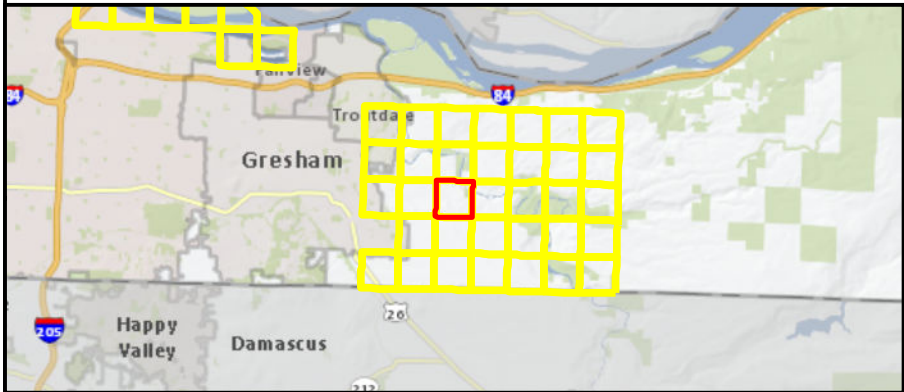 Fairview
84
84
Troutdale
Gresham
26
205
Happy
Valley
Damascus
212